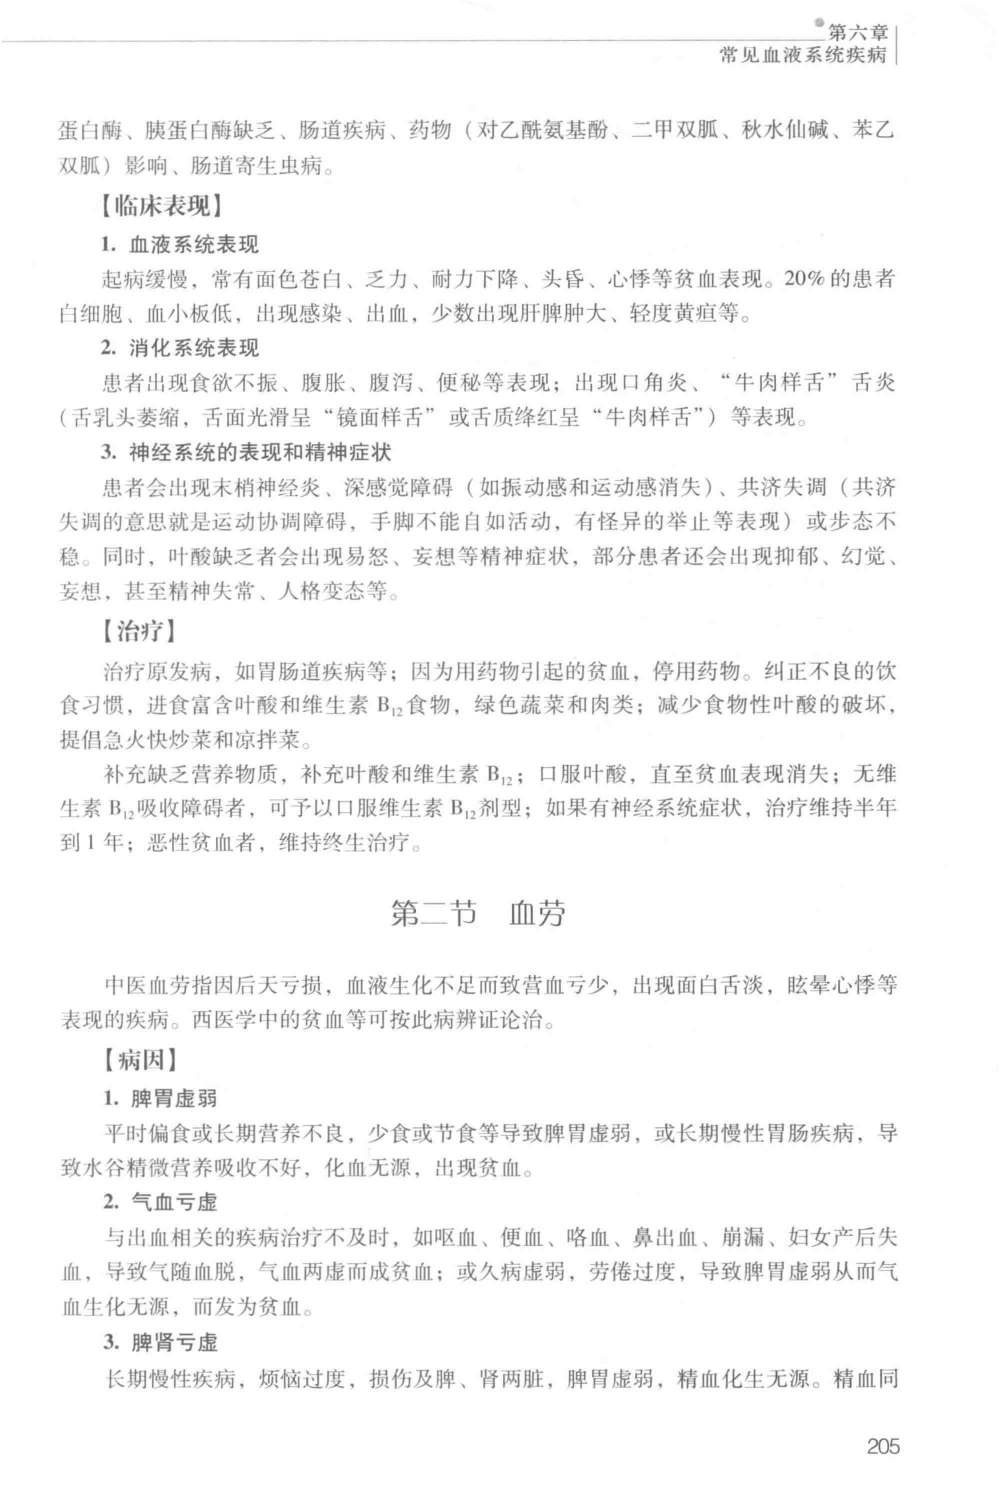 第六章
常见血液系统疾病
蛋白酶、胰蛋白酶缺乏、肠道疾病、药物（对乙酰氨基酚、二甲双胍、秋水仙碱、苯乙
双胍）影响、肠道寄生虫病。
【临床表现】
1. 血液系统表现
起病缓慢，常有面色苍白、乏力、耐力下降、头昏、心悸等贫血表现。20%的患者
白细胞、血小板低，出现感染、出血，少数出现肝脾肿大、轻度黄疸等。
2. 消化系统表现
患者出现食欲不振、腹胀、腹泻、便秘等表现；出现口角炎、“牛肉样舌”舌炎
（舌乳头萎缩，舌面光滑呈“镜面样舌”或舌质绛红呈“牛肉样舌”）等表现。
3. 神经系统的表现和精神症状
患者会出现末梢神经炎、深感觉障碍（如振动感和运动感消失）、共济失调（共济
失调的意思就是运动协调障碍，手脚不能自如活动，有怪异的举止等表现）或步态不
稳。同时，叶酸缺乏者会出现易怒、妄想等精神症状，部分患者还会出现抑郁、幻觉、
妄想，甚至精神失常、人格变态等。
【治疗】
治疗原发病，如胃肠道疾病等；因为用药物引起的贫血，停用药物。纠正不良的饮
食习惯，进食富含叶酸和维生素 B₁₂食物，绿色蔬菜和肉类；减少食物性叶酸的破坏，
提倡急火快炒菜和凉拌菜。
补充缺乏营养物质，补充叶酸和维生素 B₁₂；口服叶酸，直至贫血表现消失；无维
生素 B₁₂吸收障碍者，可予以口服维生素 B₁₂剂型；如果有神经系统症状，治疗维持半年
到 1 年；恶性贫血者，维持终生治疗。
第二节 血劳
中医血劳指因后天亏损，血液生化不足而致营血亏少，出现面白舌淡，眩晕心悸等
表现的疾病。西医学中的贫血等可按此病辨证论治。
【病因】
1. 脾胃虚弱
平时偏食或长期营养不良，少食或节食等导致脾胃虚弱，或长期慢性胃肠疾病，导
致水谷精微营养吸收不好，化血无源，出现贫血。
2. 气血亏虚
与出血相关的疾病治疗不及时，如呕血、便血、咯血、鼻出血、崩漏、妇女产后失
血，导致气随血脱，气血两虚而成贫血；或久病虚弱，劳倦过度，导致脾胃虚弱从而气
血生化无源，而发为贫血。
3. 脾肾亏虚
长期慢性疾病，烦恼过度，损伤及脾、肾两脏，脾胃虚弱，精血化生无源。精血同
205